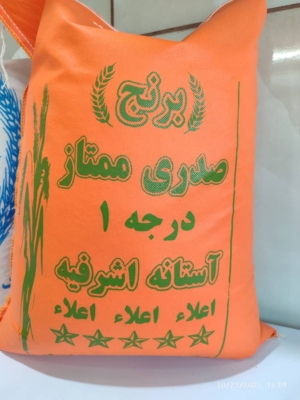 برنج
صدری ممتاز
درجه ۱
آستانه اشرفیه
اعلاء اعلاء اعلاء